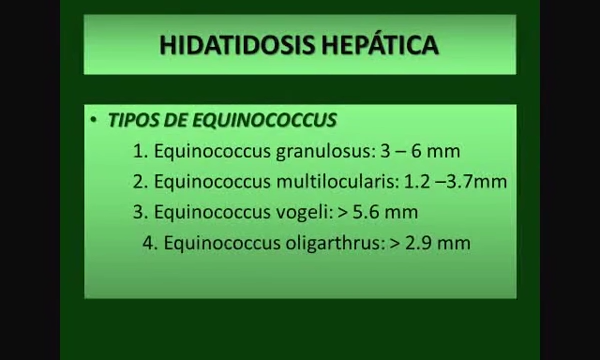 HIDATIDOSIS HEPÁTICA
• TIPOS DE EQUINOCOCCUS
1. Equinococcus granulosus: 3 – 6 mm
2. Equinococcus multilocularis: 1.2 –3.7mm
3. Equinococcus vogeli: > 5.6 mm
4. Equinococcus oligarthrus: > 2.9 mm